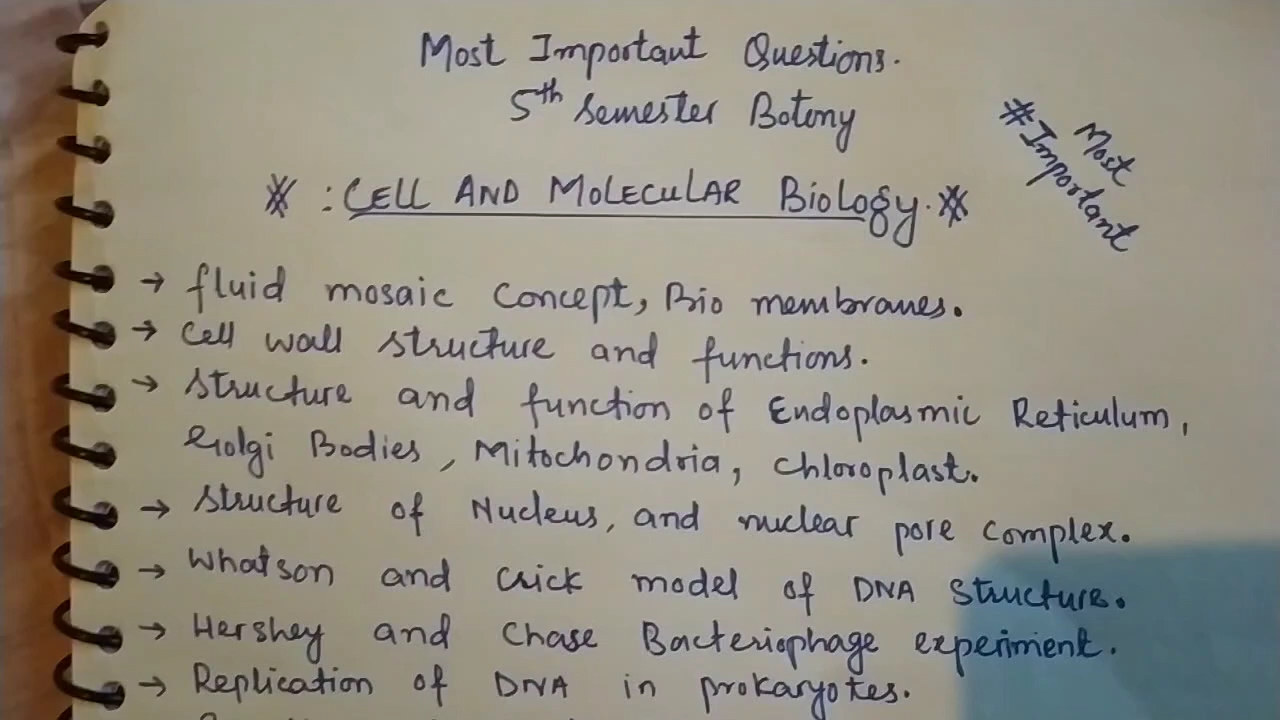 Most Important Questions.
5th Semester Botony
* : CELL AND MOLECULAR BIOLOGY. *
# Most Important
→ fluid mosaic concept, Bio membranes.
→ Cell wall structure and functions.
→ Structure and function of Endoplasmic Reticulum,
Golgi Bodies, Mitochondria, chloroplast.
→ Structure of Nucleus, and nuclear pore complex.
→ Whatson and Crick model of DNA Structure.
→ Hershey and Chase Bacteriophage experiment.
→ Replication of DNA in prokaryotes.